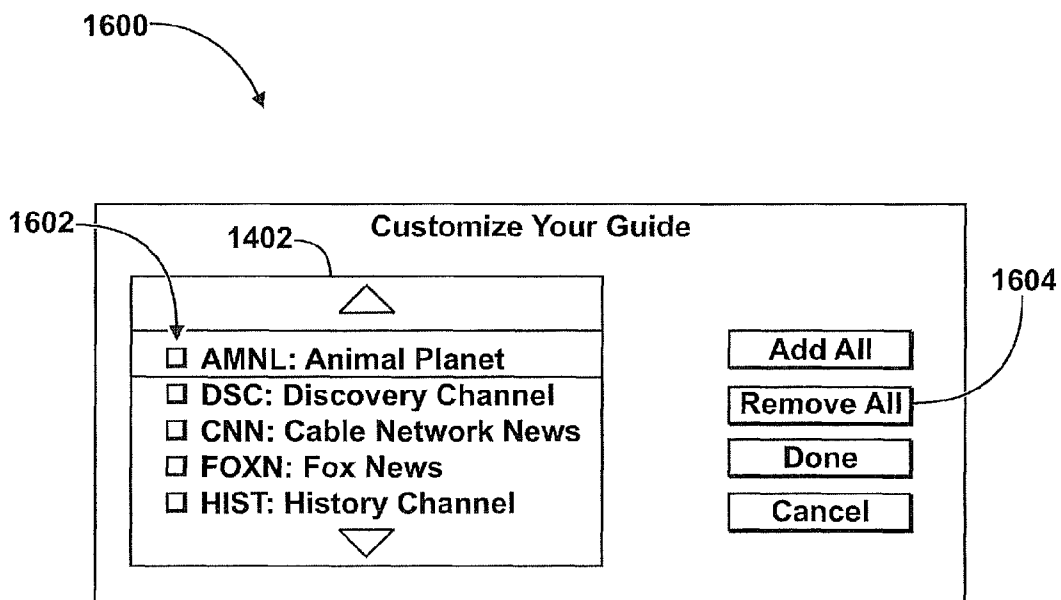 1600
1602
Customize Your Guide
1402
1604
AMNL: Animal Planet
DSC: Discovery Channel
CNN: Cable Network News
FOXN: Fox News
HIST: History Channel
Add All
Remove All
Done
Cancel